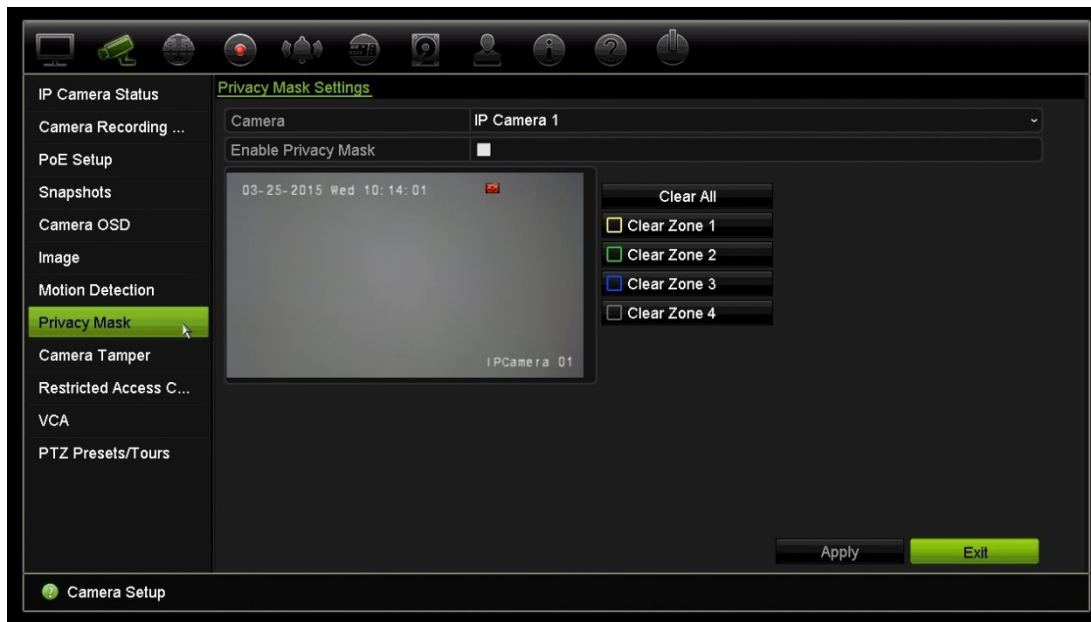 IP Camera Status
Camera Recording ...
PoE Setup
Snapshots
Camera OSD
Image
Motion Detection
Privacy Mask
Camera Tamper
Restricted Access C...
VCA
PTZ Presets/Tours
Privacy Mask Settings
Camera IP Camera 1
Enable Privacy Mask
03-25-2015 Wed 10:14:01
IPCamera 01
Clear All
Clear Zone 1
Clear Zone 2
Clear Zone 3
Clear Zone 4
Apply Exit
? Camera Setup